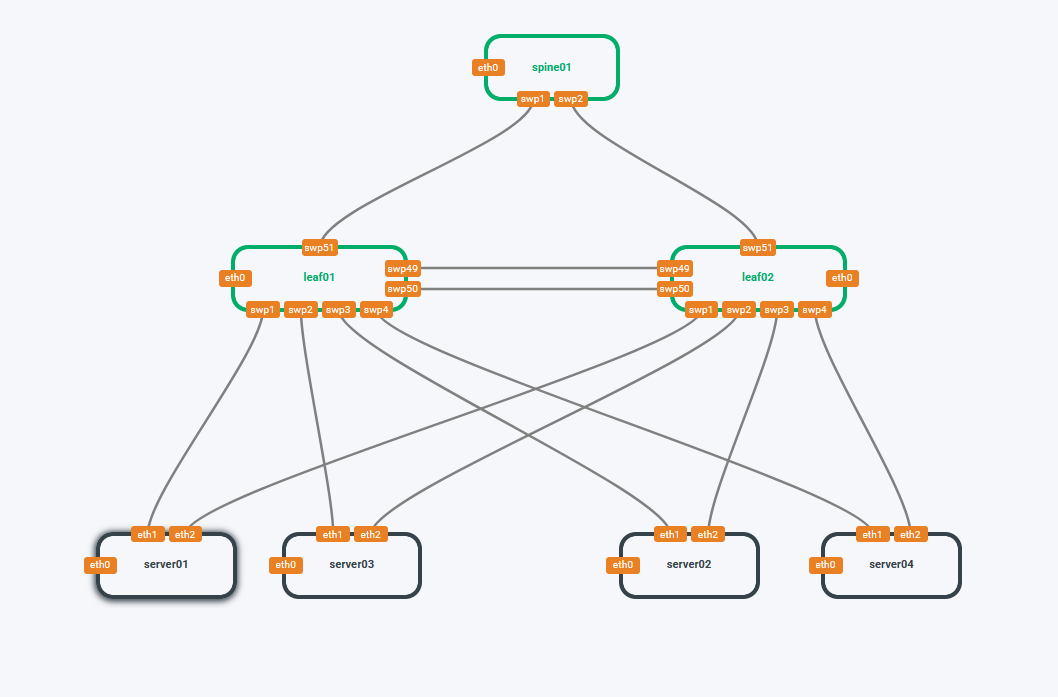 eth0 spine01
swp1 swp2
swp51 swp51
swp49 swp49
eth0 leaf01 leaf02 eth0
swp50 swp50
swp1 swp2 swp3 swp4 swp1 swp2 swp3 swp4
eth1 eth2 eth1 eth2 eth1 eth2 eth1 eth2
eth0 server01 eth0 server03 eth0 server02 eth0 server04